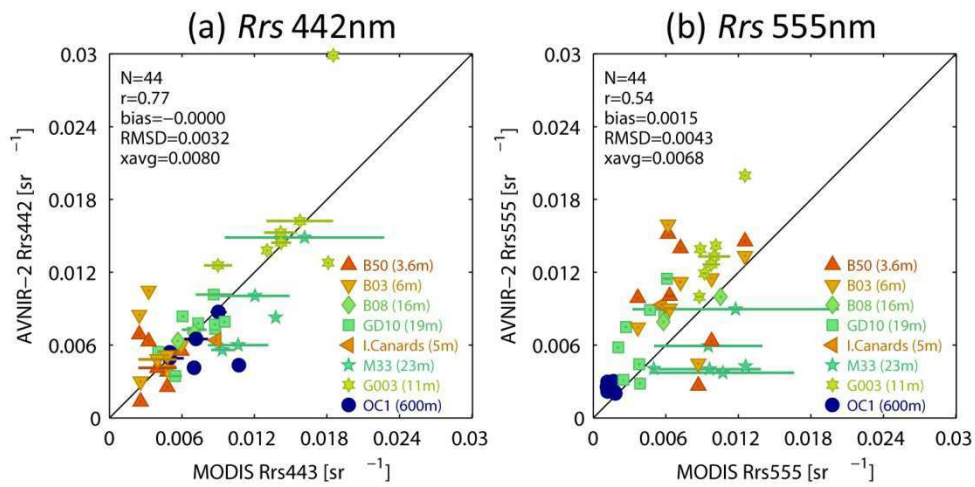 (a) Rrs 442nm
0.03
0.024
0.018
0.012
0.006
0
AVNIR-2 Rrs442 [sr ⁻¹]
N=44
r=0.77
bias=−0.0000
RMSD=0.0032
xavg=0.0080
B50 (3.6m)
B03 (6m)
B08 (16m)
GD10 (19m)
I.Canards (5m)
M33 (23m)
G003 (11m)
OC1 (600m)
0 0.006 0.012 0.018 0.024 0.03
MODIS Rrs443 [sr ⁻¹]
(b) Rrs 555nm
0.03
0.024
0.018
0.012
0.006
0
AVNIR-2 Rrs555 [sr ⁻¹]
N=44
r=0.54
bias=0.0015
RMSD=0.0043
xavg=0.0068
B50 (3.6m)
B03 (6m)
B08 (16m)
GD10 (19m)
I.Canards (5m)
M33 (23m)
G003 (11m)
OC1 (600m)
0 0.006 0.012 0.018 0.024 0.03
MODIS Rrs555 [sr ⁻¹]